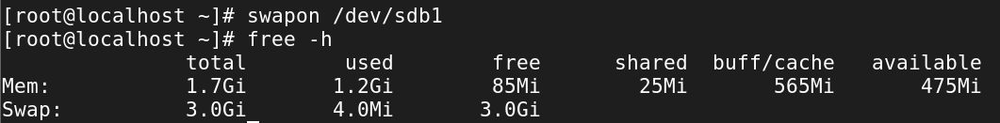 [root@localhost ~]# swapon /dev/sdb1
[root@localhost ~]# free -h
              total        used        free      shared  buff/cache   available
Mem:          1.7Gi       1.2Gi        85Mi        25Mi       565Mi       475Mi
Swap:         3.0Gi       4.0Mi       3.0Gi